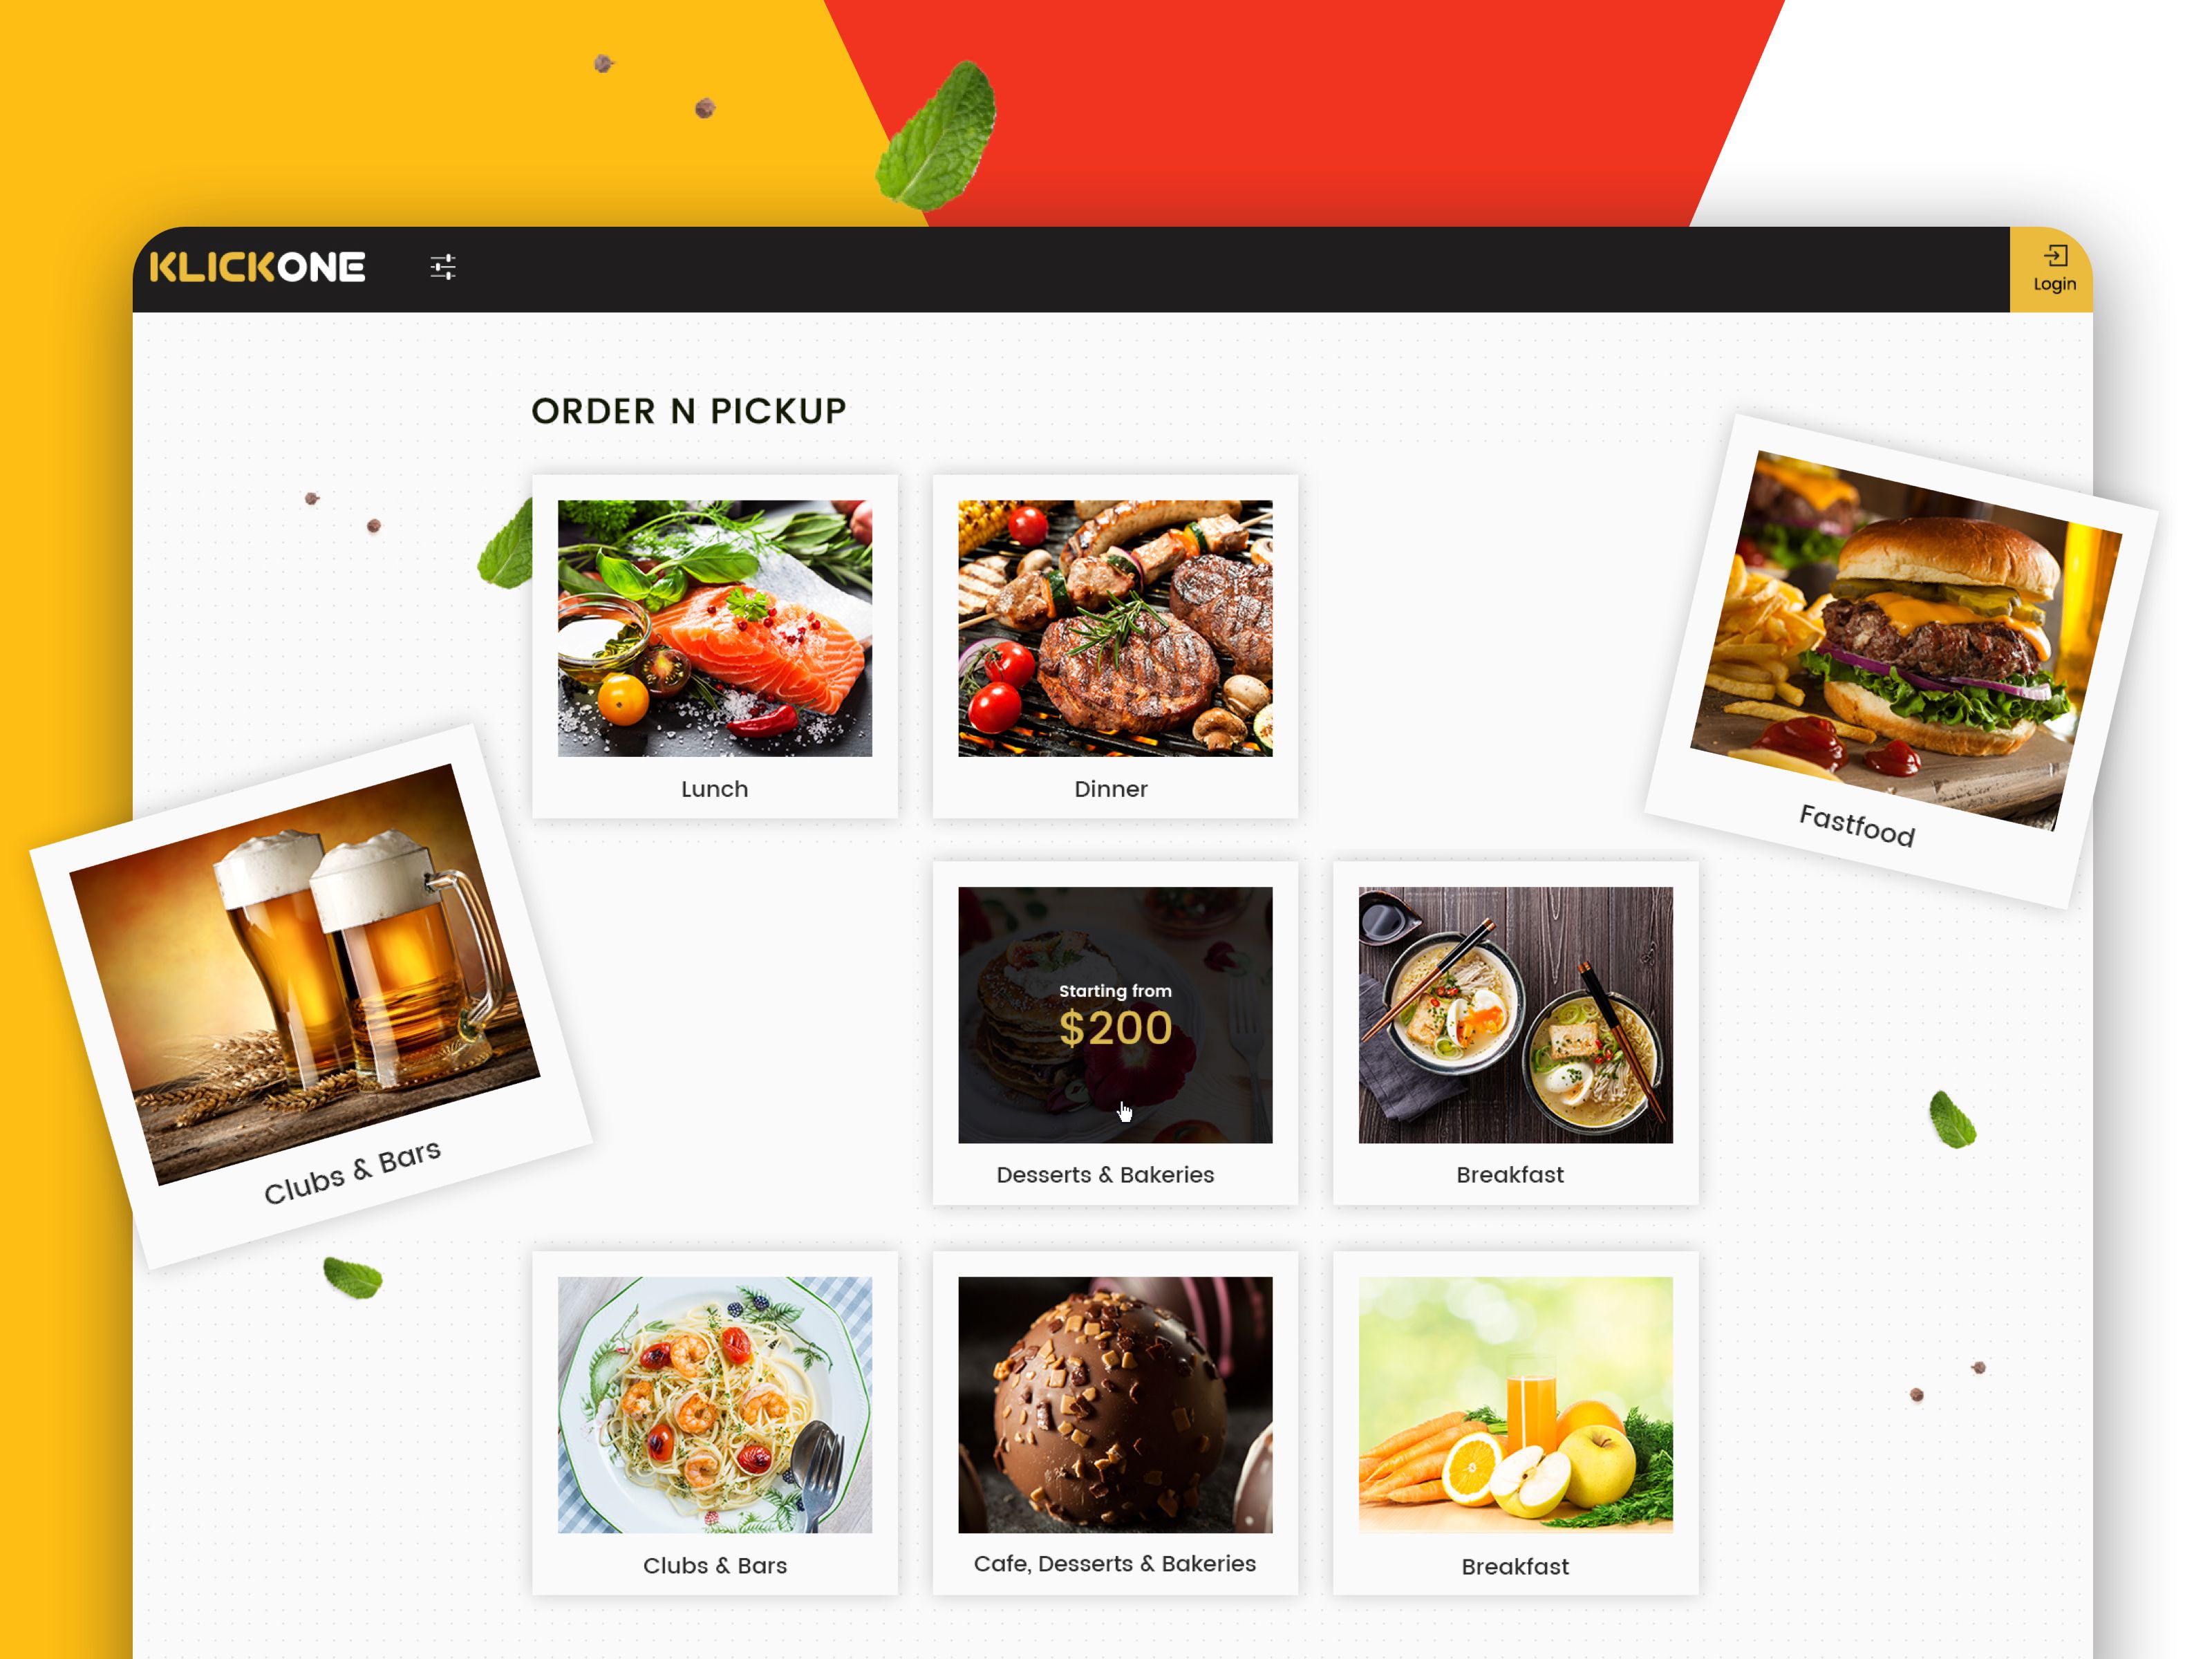 KLICKONE
Login
ORDER N PICKUP
Lunch
Dinner
Fastfood
Clubs & Bars
Starting from
$200
Desserts & Bakeries
Breakfast
Clubs & Bars
Cafe, Desserts & Bakeries
Breakfast